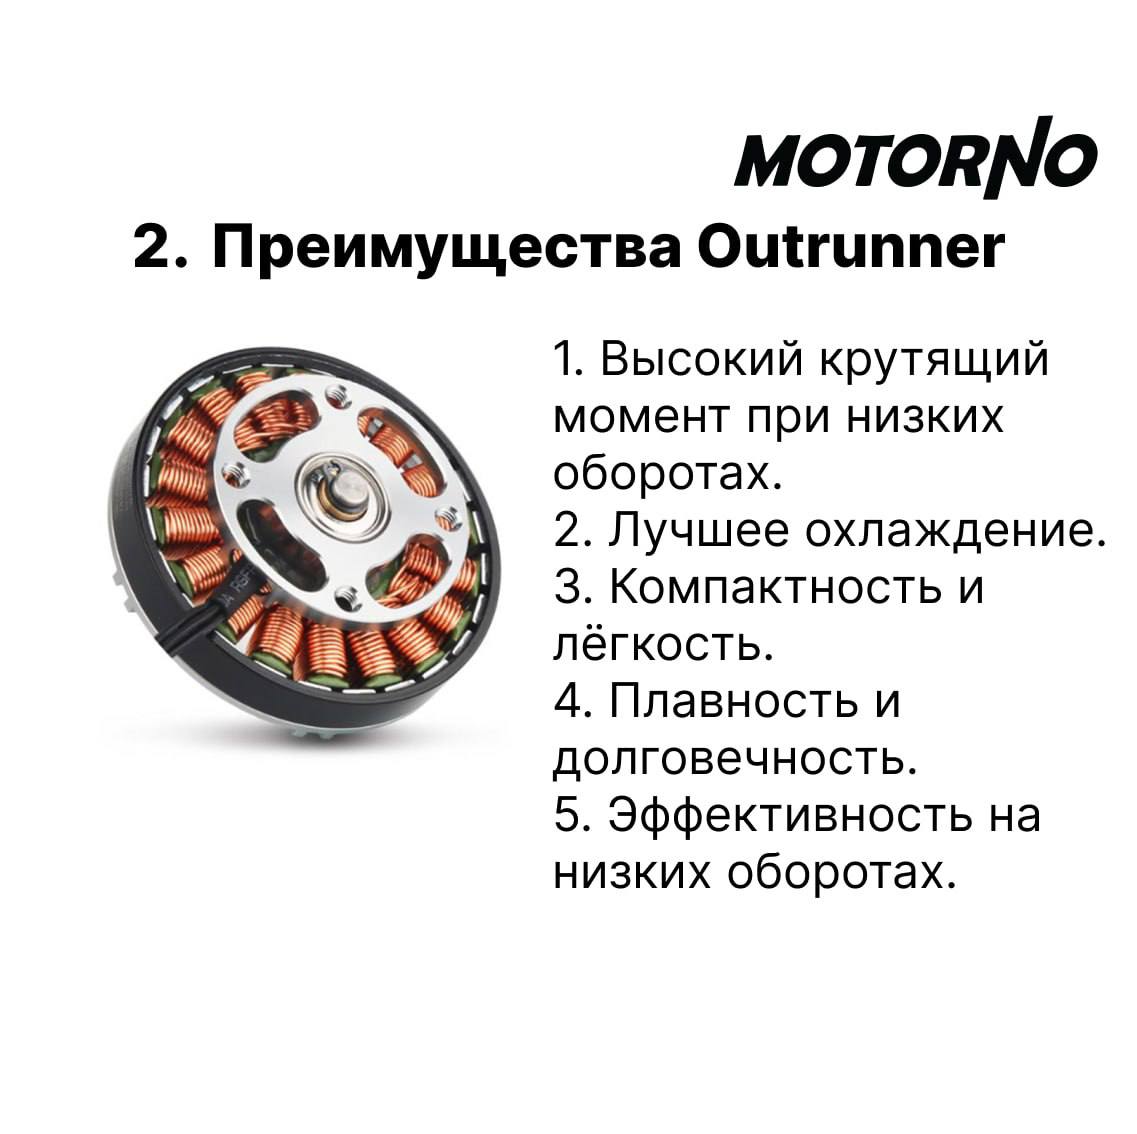 MOTORNO
2. Преимущества Outrunner
1. Высокий крутящий
момент при низких
оборотах.
2. Лучшее охлаждение.
3. Компактность и
лёгкость.
4. Плавность и
долговечность.
5. Эффективность на
низких оборотах.